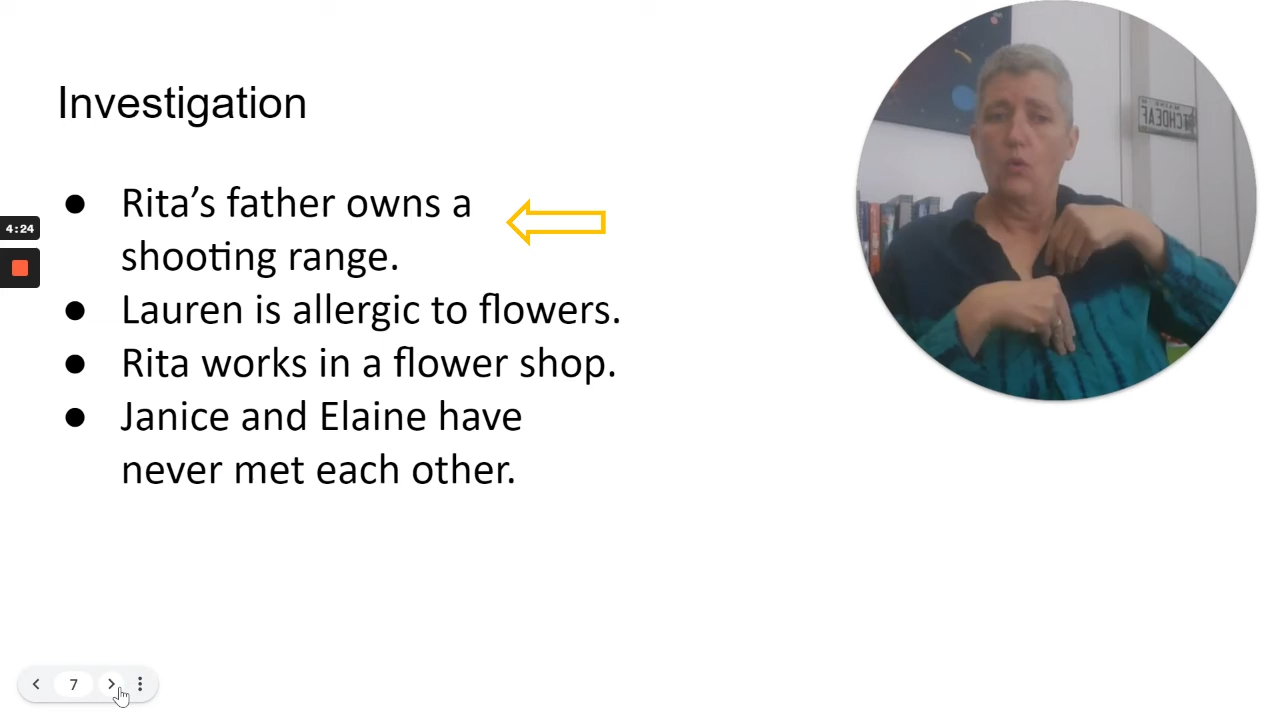 Investigation
● Rita’s father owns a
shooting range.
● Lauren is allergic to flowers.
● Rita works in a flower shop.
● Janice and Elaine have
never met each other.
4:24
7